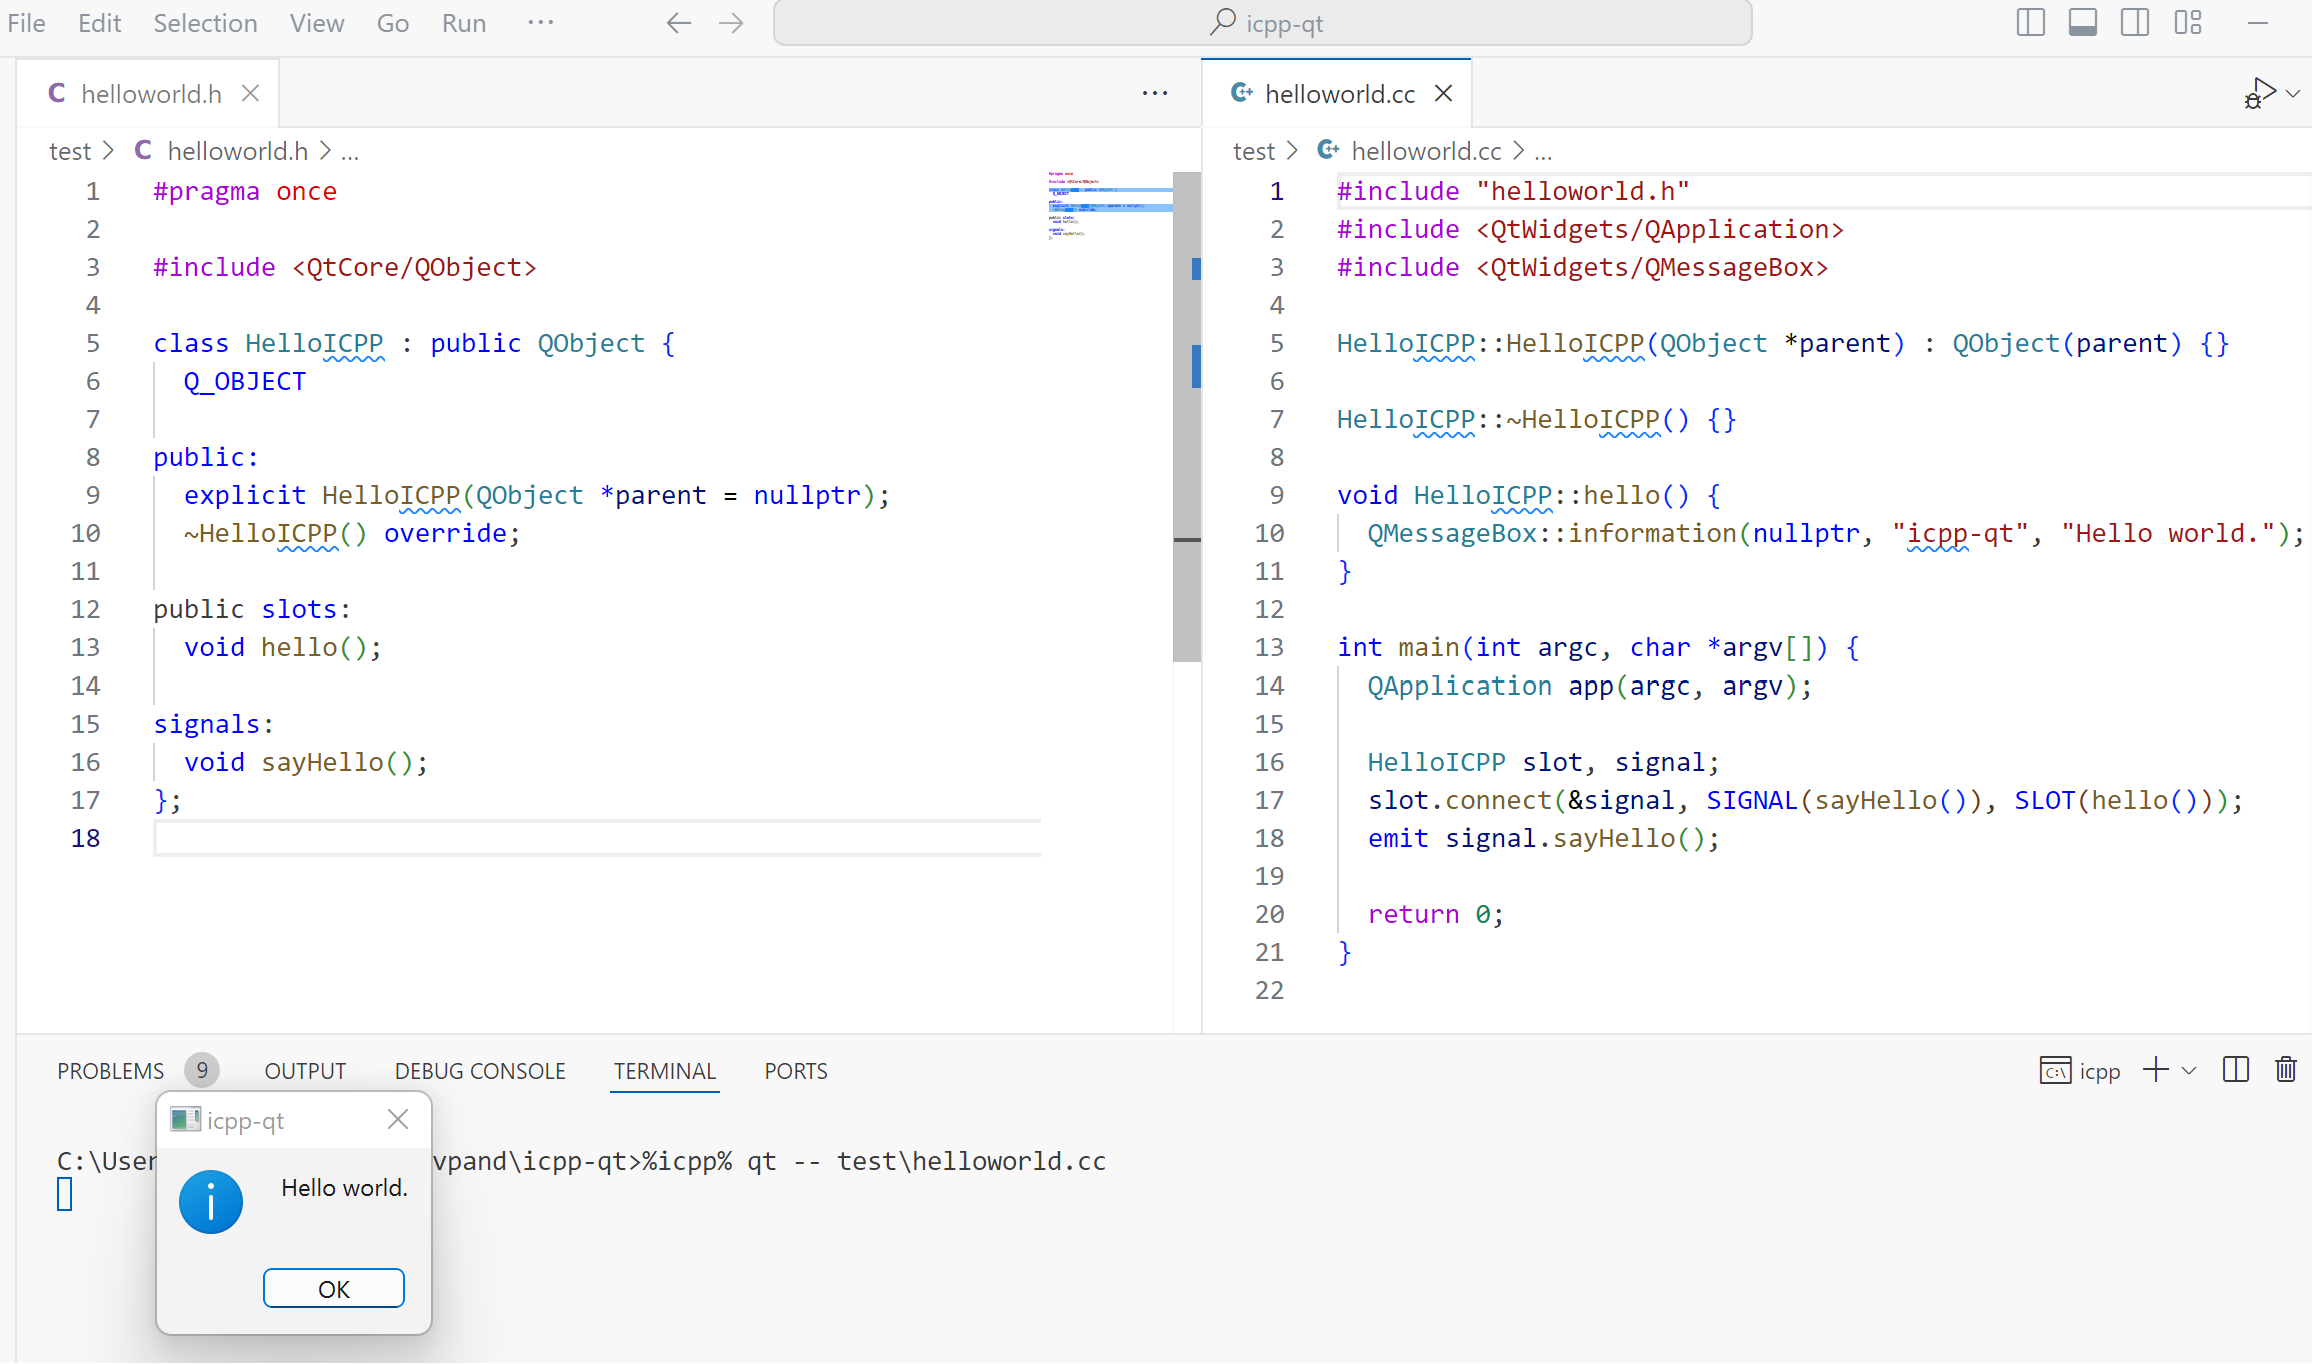 File Edit Selection View Go Run ··· icpp-qt
helloworld.h
test > helloworld.h > ...
1 #pragma once
2
3 #include <QtCore/QObject>
4
5 class HelloICPP : public QObject {
6   Q_OBJECT
7
8 public:
9   explicit HelloICPP(QObject *parent = nullptr);
10   ~HelloICPP() override;
11
12 public slots:
13   void hello();
14
15 signals:
16   void sayHello();
17 };
18
helloworld.cc
test > helloworld.cc > ...
1 #include "helloworld.h"
2 #include <QtWidgets/QApplication>
3 #include <QtWidgets/QMessageBox>
4
5 HelloICPP::HelloICPP(QObject *parent) : QObject(parent) {}
6
7 HelloICPP::~HelloICPP() {}
8
9 void HelloICPP::hello() {
10   QMessageBox::information(nullptr, "icpp-qt", "Hello world.");
11 }
12
13 int main(int argc, char *argv[]) {
14   QApplication app(argc, argv);
15
16   HelloICPP slot, signal;
17   slot.connect(&signal, SIGNAL(sayHello()), SLOT(hello()));
18   emit signal.sayHello();
19
20   return 0;
21 }
22
PROBLEMS 9 OUTPUT DEBUG CONSOLE TERMINAL PORTS icpp
C:\User vpand\icpp-qt>%icpp% qt -- test\helloworld.cc
icpp-qt
Hello world.
OK